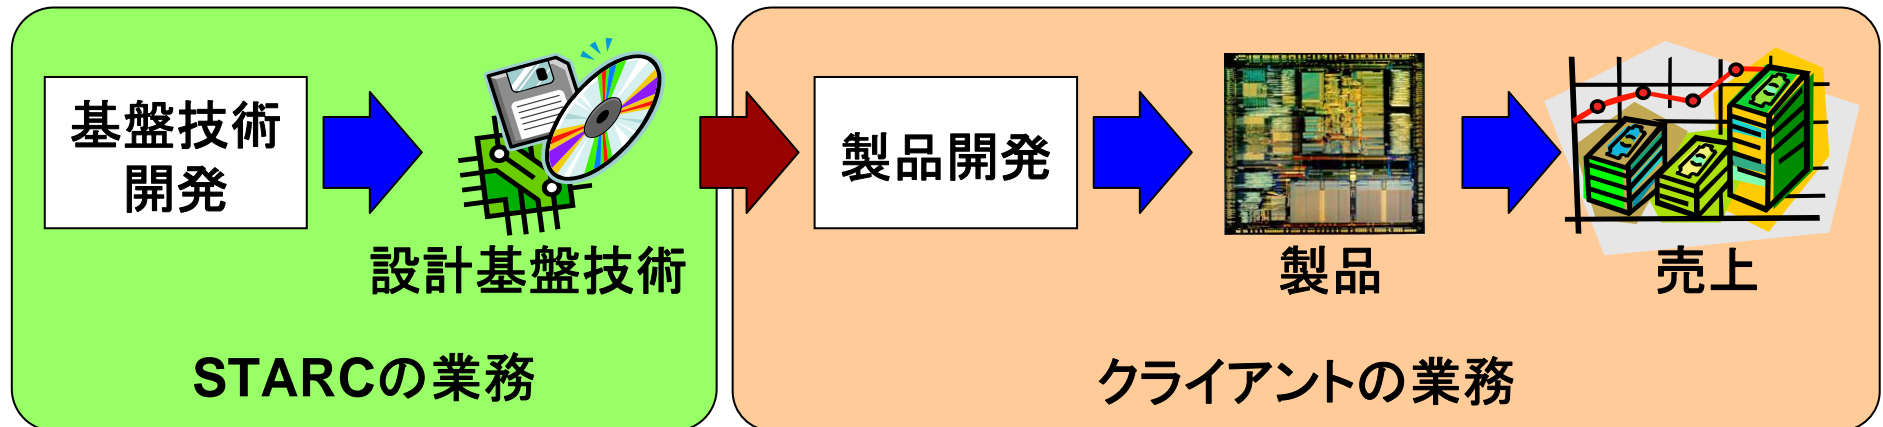 基盤技術
開発
設計基盤技術
STARCの業務
製品開発
製品
売上
クライアントの業務